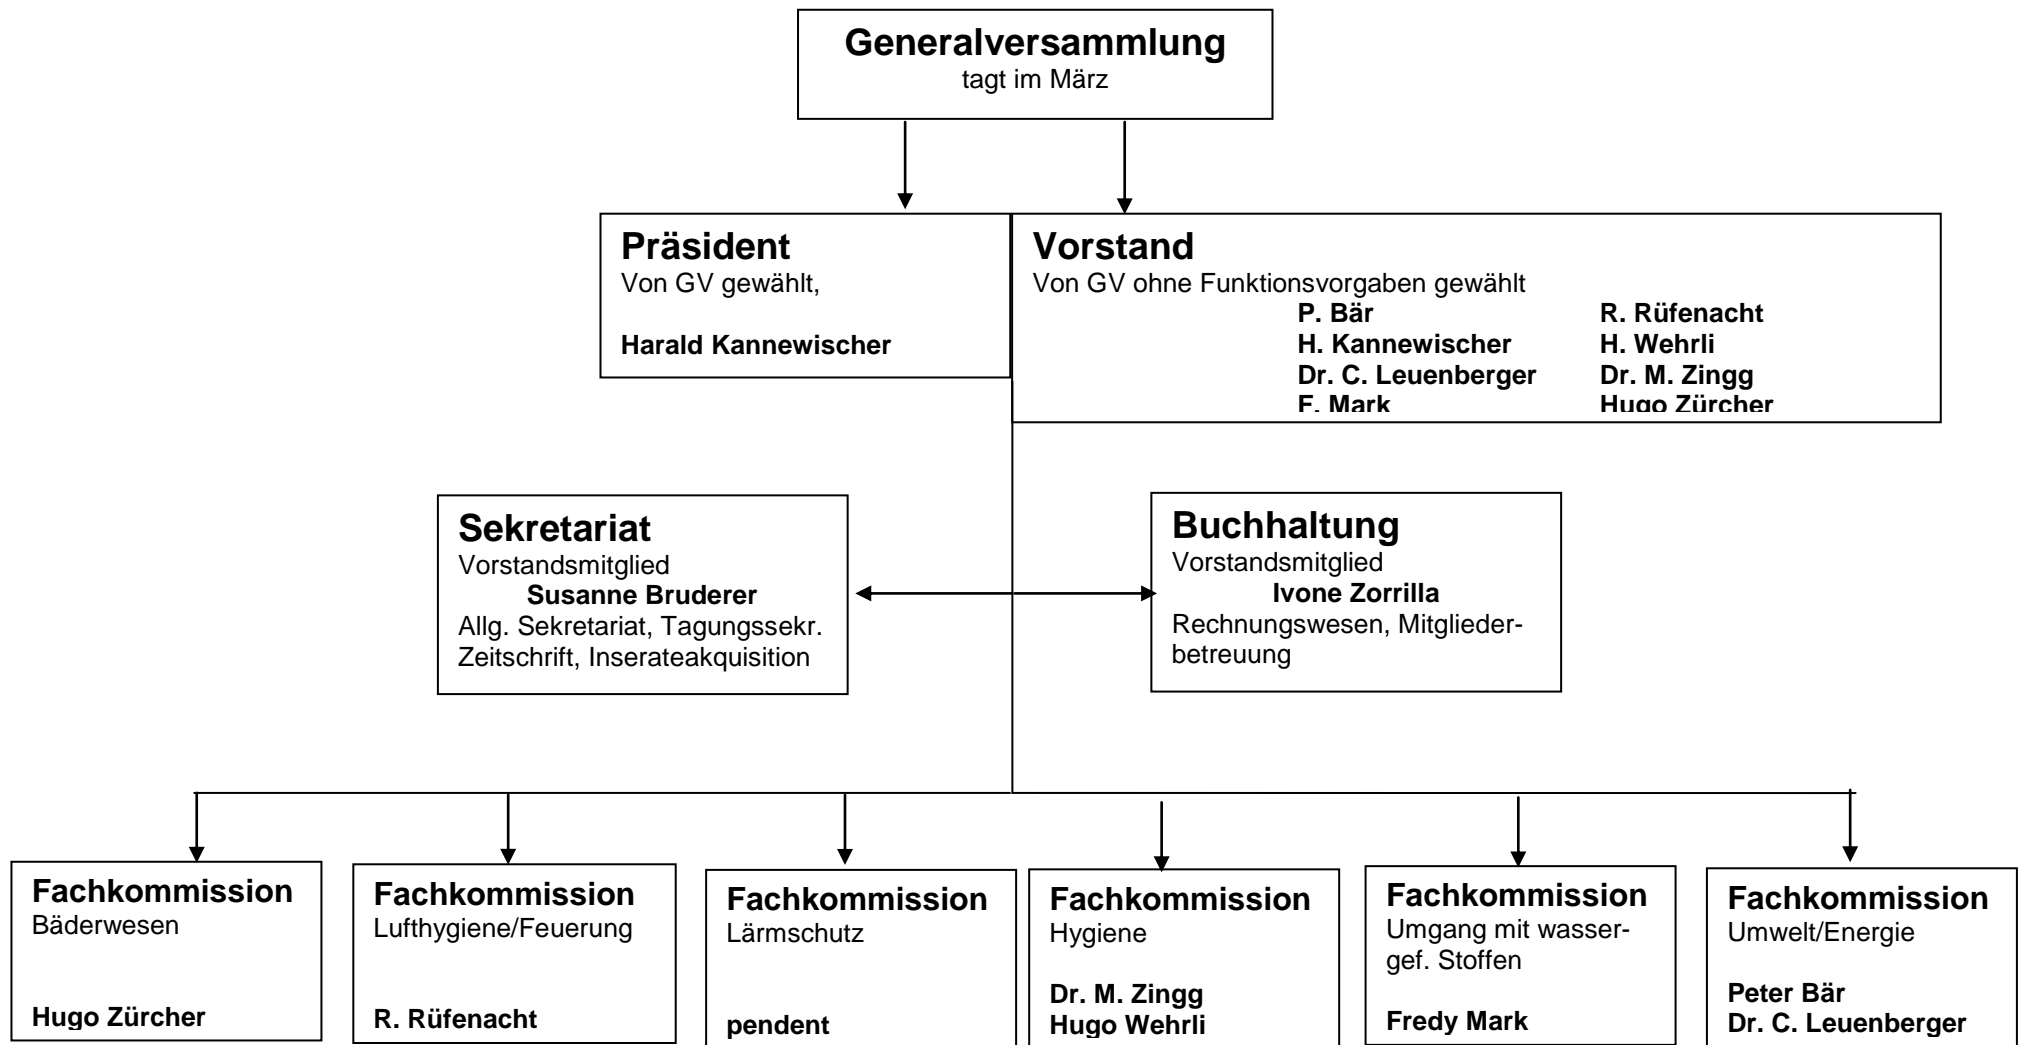 Generalversammlung
tagt im März
Präsident
Von GV gewählt,
Harald Kannewischer
Vorstand
Von GV ohne Funktionsvorgaben gewählt
P. Bär R. Rüfenacht
H. Kannewischer H. Wehrli
Dr. C. Leuenberger Dr. M. Zingg
F. Mark Hugo Zürcher
Sekretariat
Vorstandsmitglied
Susanne Bruderer
Allg. Sekretariat, Tagungssekr.
Zeitschrift, Inserateakquisition
Buchhaltung
Vorstandsmitglied
Ivone Zorrilla
Rechnungswesen, Mitglieder-
betreuung
Fachkommission
Bäderwesen
Hugo Zürcher
Fachkommission
Lufthygiene/Feuerung
R. Rüfenacht
Fachkommission
Lärmschutz
pendent
Fachkommission
Hygiene
Dr. M. Zingg
Hugo Wehrli
Fachkommission
Umgang mit wasser-
gef. Stoffen
Fredy Mark
Fachkommission
Umwelt/Energie
Peter Bär
Dr. C. Leuenberger